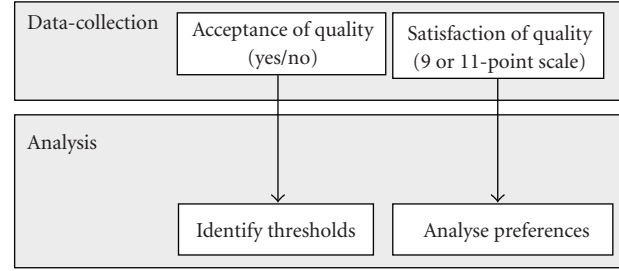 Data-collection
Acceptance of quality
(yes/no)
Satisfaction of quality
(9 or 11-point scale)
Analysis
Identify thresholds
Analyse preferences